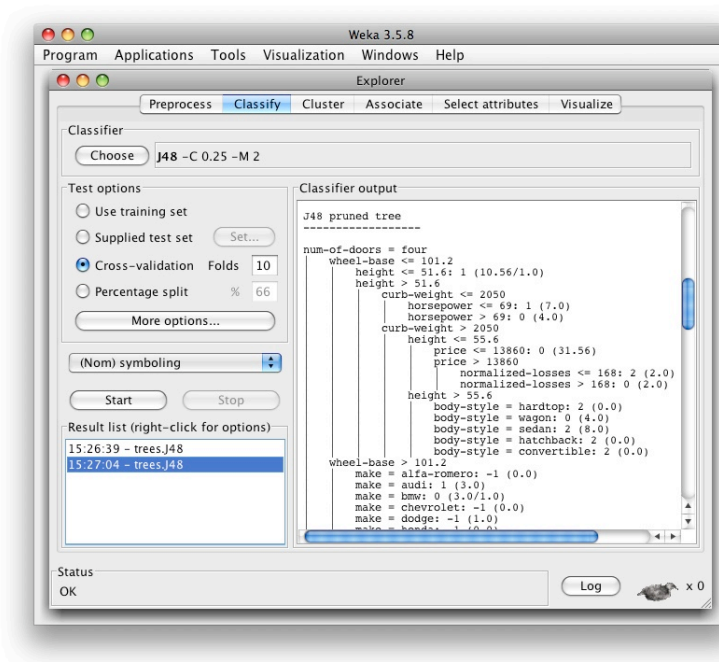 Weka 3.5.8
Program Applications Tools Visualization Windows Help
Explorer
Preprocess Classify Cluster Associate Select attributes Visualize
Classifier
Choose J48 -C 0.25 -M 2
Test options
Use training set
Supplied test set Set...
Cross-validation Folds 10
Percentage split % 66
More options...
(Nom) symboling
Start Stop
Result list (right-click for options)
15:26:39 - trees.J48
15:27:04 - trees.J48
Classifier output
J48 pruned tree
------------------
num-of-doors = four
| wheel-base <= 101.2
| | height <= 51.6: 1 (10.56/1.0)
| | height > 51.6
| | | curb-weight <= 2050
| | | | horsepower <= 69: 1 (7.0)
| | | | horsepower > 69: 0 (4.0)
| | | curb-weight > 2050
| | | | height <= 55.6
| | | | | price <= 13860: 0 (31.56)
| | | | | price > 13860
| | | | | | normalized-losses <= 168: 2 (2.0)
| | | | | | normalized-losses > 168: 0 (2.0)
| | | | height > 55.6
| | | | | body-style = hardtop: 2 (0.0)
| | | | | body-style = wagon: 0 (4.0)
| | | | | body-style = sedan: 2 (8.0)
| | | | | body-style = hatchback: 2 (0.0)
| | | | | body-style = convertible: 2 (0.0)
| wheel-base > 101.2
| | make = alfa-romero: -1 (0.0)
| | make = audi: 1 (3.0)
| | make = bmw: 0 (3.0/1.0)
| | make = chevrolet: -1 (0.0)
| | make = dodge: -1 (1.0)
| | make = honda: -1 (0.0)
Status
OK
Log x 0